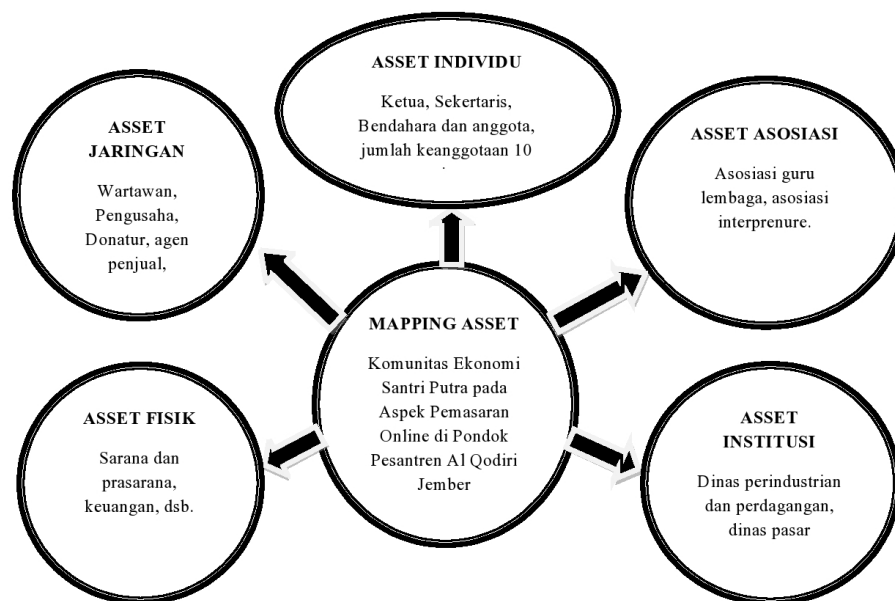 ASSET INDIVIDU
Ketua, Sekertaris,
Bendahara dan anggota,
jumlah keanggotaan 10
ASSET
JARINGAN
Wartawan,
Pengusaha,
Donatur, agen
penjual,
ASSET ASOSIASI
Asosiasi guru
lembaga, asosiasi
interprenure.
MAPPING ASSET
Komunitas Ekonomi
Santri Putra pada
Aspek Pemasaran
Online di Pondok
Pesantren Al Qodiri
Jember
ASSET FISIK
Sarana dan
prasarana,
keuangan, dsb.
ASSET
INSTITUSI
Dinas perindustrian
dan perdagangan,
dinas pasar